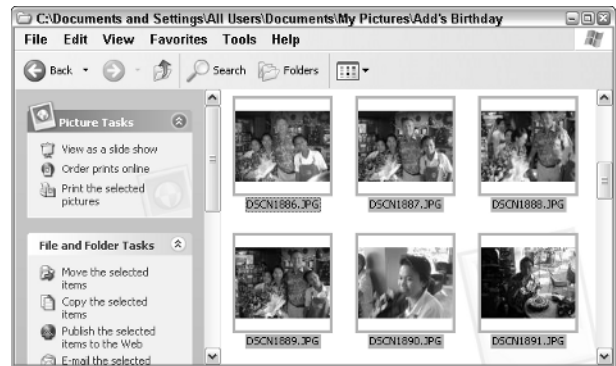 C:\Documents and Settings\All Users\Documents\My Pictures\Add's Birthday
File Edit View Favorites Tools Help
Back Search Folders
Picture Tasks
View as a slide show
Order prints online
Print the selected
pictures
File and Folder Tasks
Move the selected
items
Copy the selected
items
Publish the selected
items to the Web
E-mail the selected
DSCN1886.JPG DSCN1887.JPG DSCN1888.JPG
DSCN1889.JPG DSCN1890.JPG DSCN1891.JPG